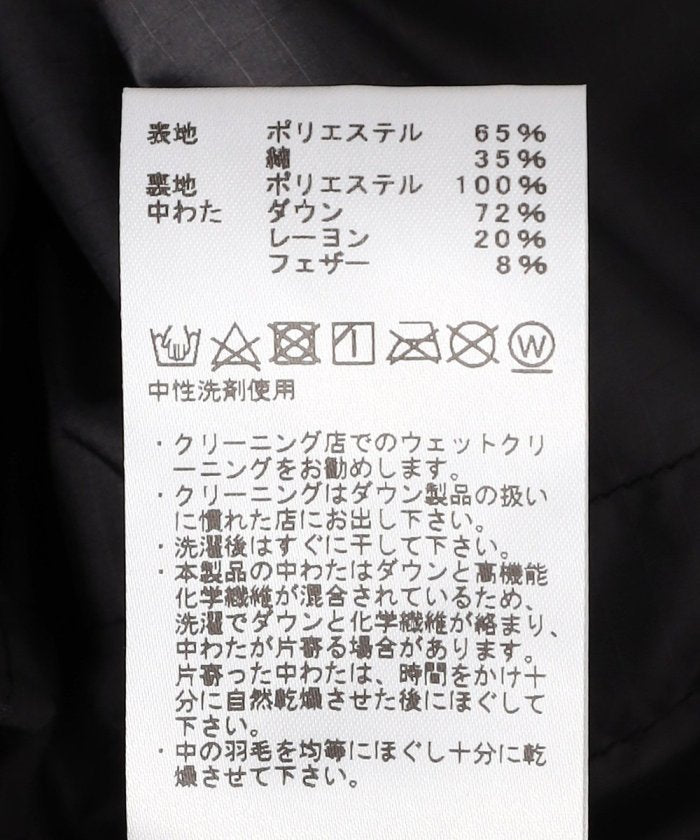 表地 ポリエステル 65%
綿 35%
裏地 ポリエステル 100%
中わた ダウン 72%
レーヨン 20%
フェザー 8%
W
中性洗剤使用
・クリーニング店でのウェットクリ
ーニングをお勧めします。
・クリーニングはダウン製品の扱い
に慣れた店にお出し下さい。
・洗濯後はすぐに干して下さい。
・本製品の中わたはダウンと高機能
化学繊維が混合されているため、
洗濯でダウンと化学繊維が絡まり、
中わたが片寄る場合があります。
片寄った中わたは、時間をかけ十
分に自然乾燥させた後にほぐして
下さい。
・中の羽毛を均等にほぐし十分に乾
燥させて下さい。